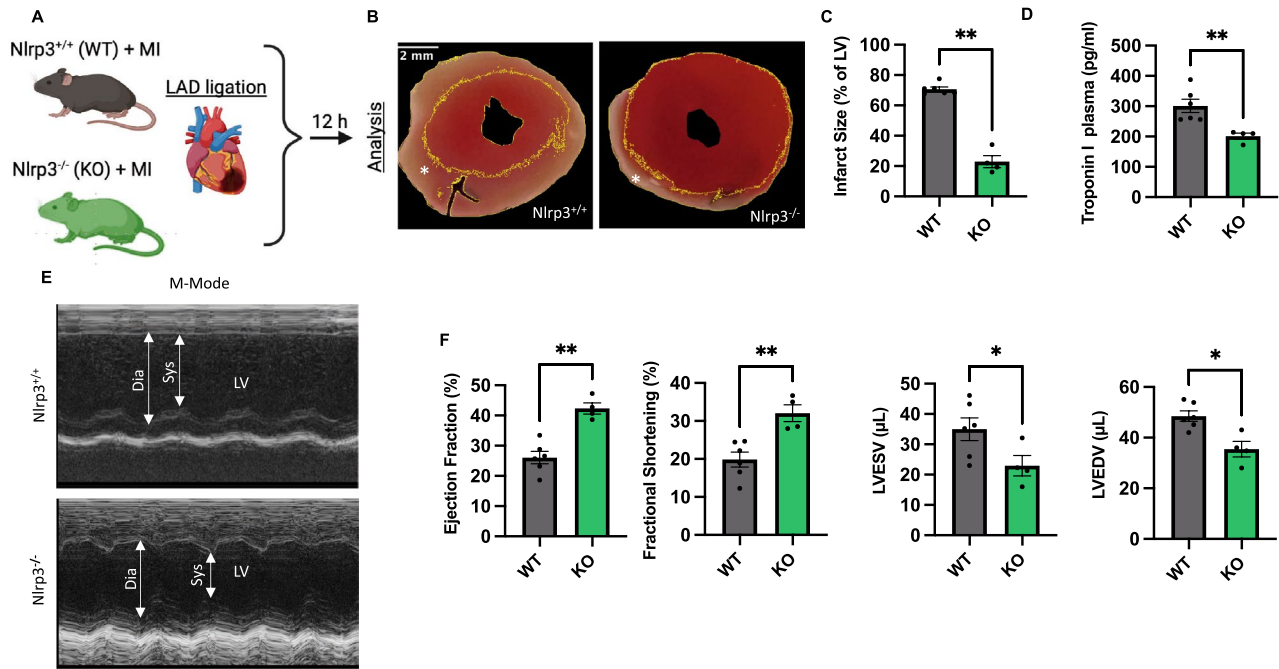 A
Nlrp3+/+ (WT) + MI
LAD ligation
Nlrp3-/- (KO) + MI
12 h
Analysis
B
2 mm
*
Nlrp3+/+
*
Nlrp3-/-
C
**
Infarct Size (% of LV)
100
80
60
40
20
0
WT
KO
D
**
Troponin I plasma (pg/ml)
500
400
300
200
100
0
WT
KO
E
M-Mode
Nlrp3+/+
Dia
Sys
LV
Nlrp3-/-
Dia
Sys
LV
F
**
Ejection Fraction (%)
50
40
30
20
10
0
WT
KO
**
Fractional Shortening (%)
40
30
20
10
0
WT
KO
*
LVESV (µL)
50
40
30
20
10
0
WT
KO
*
LVEDV (µL)
60
40
20
0
WT
KO